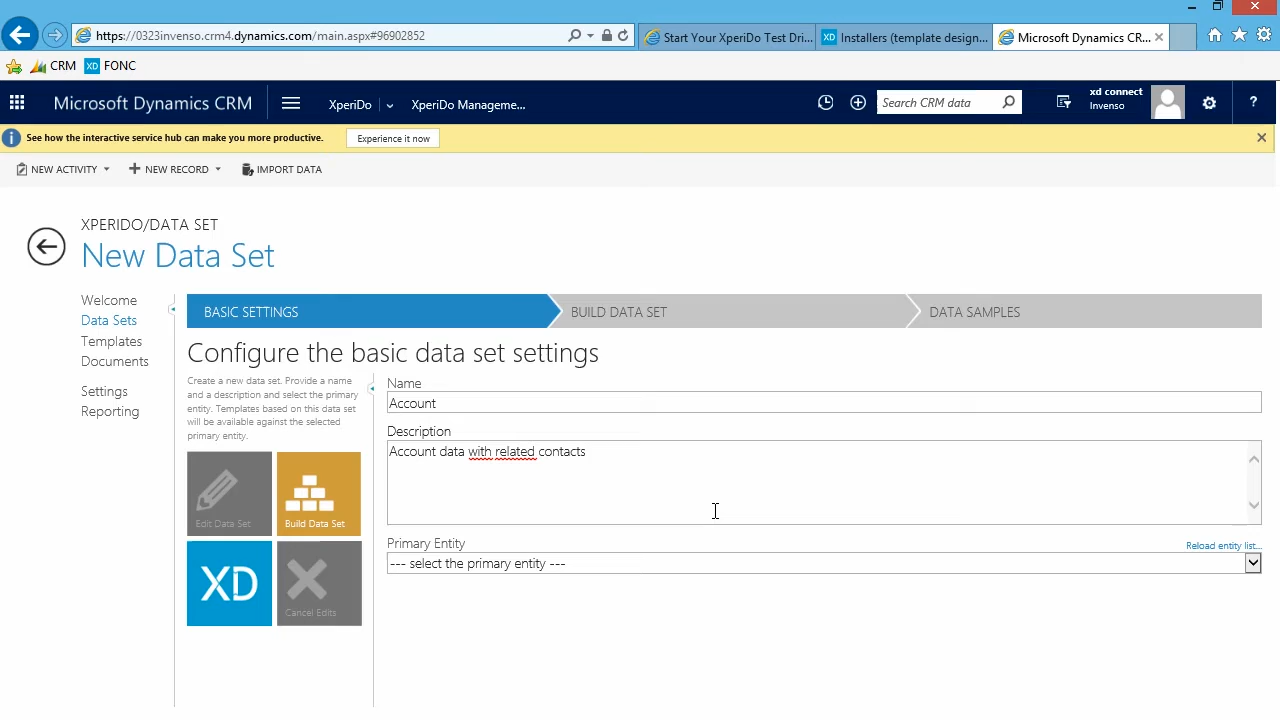 https://0323invenso.crm4.dynamics.com/main.aspx#96902852
Start Your XperiDo Test Dri...
XD Installers (template design...
Microsoft Dynamics CR...
CRM
XD FONC
Microsoft Dynamics CRM
XperiDo
XperiDo Manageme...
Search CRM data
xd connect
Invenso
?
See how the interactive service hub can make you more productive.
Experience it now
NEW ACTIVITY
NEW RECORD
IMPORT DATA
XPERIDO/DATA SET
New Data Set
Welcome
Data Sets
Templates
Documents
Settings
Reporting
BASIC SETTINGS
BUILD DATA SET
DATA SAMPLES
Configure the basic data set settings
Create a new data set. Provide a name
and a description and select the primary
entity. Templates based on this data set
will be available against the selected
primary entity.
Edit Data Set
Build Data Set
XD
Cancel Edits
Name
Account
Description
Account data with related contacts
Primary Entity
Reload entity list...
--- select the primary entity ---